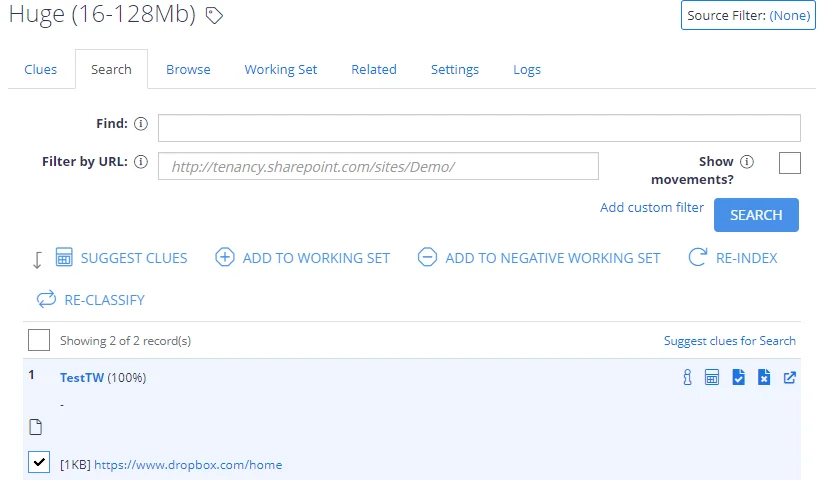 Huge (16-128Mb)
Source Filter: (None)
Clues Search Browse Working Set Related Settings Logs
Find:
Filter by URL: http://tenancy.sharepoint.com/sites/Demo/ Show
movements?
Add custom filter SEARCH
SUGGEST CLUES ADD TO WORKING SET ADD TO NEGATIVE WORKING SET RE-INDEX
RE-CLASSIFY
Showing 2 of 2 record(s) Suggest clues for Search
1 TestTW (100%)
-
[1KB] https://www.dropbox.com/home